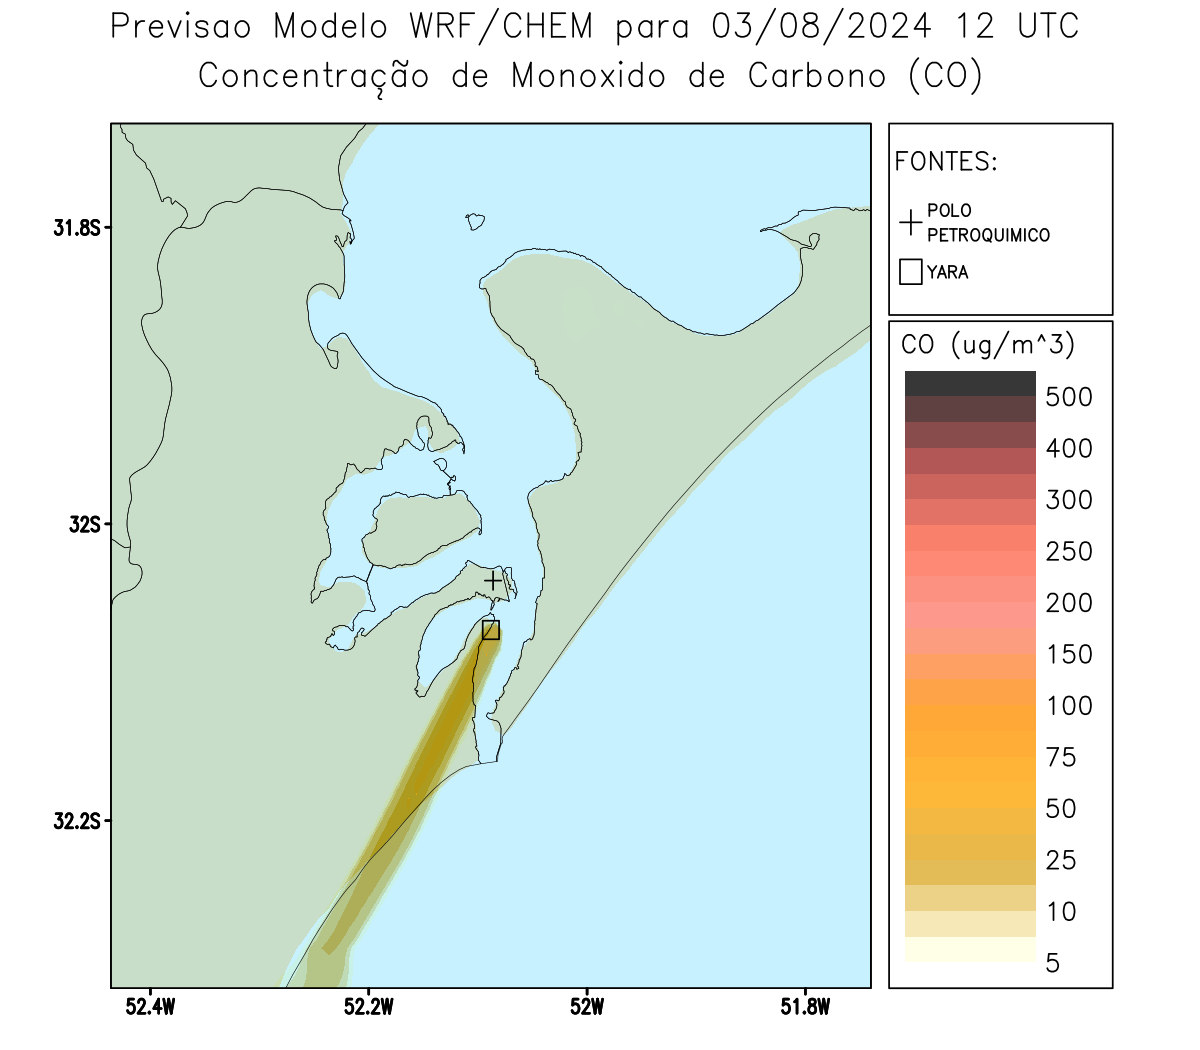 Previsao Modelo WRF/CHEM para 03/08/2024 12 UTC
Concentração de Monoxido de Carbono (CO)
31.8S
32S
32.2S
52.4W
52.2W
52W
51.8W
FONTES:
POLO
PETROQUIMICO
YARA
CO (ug/m^3)
500
400
300
250
200
150
100
75
50
25
10
5